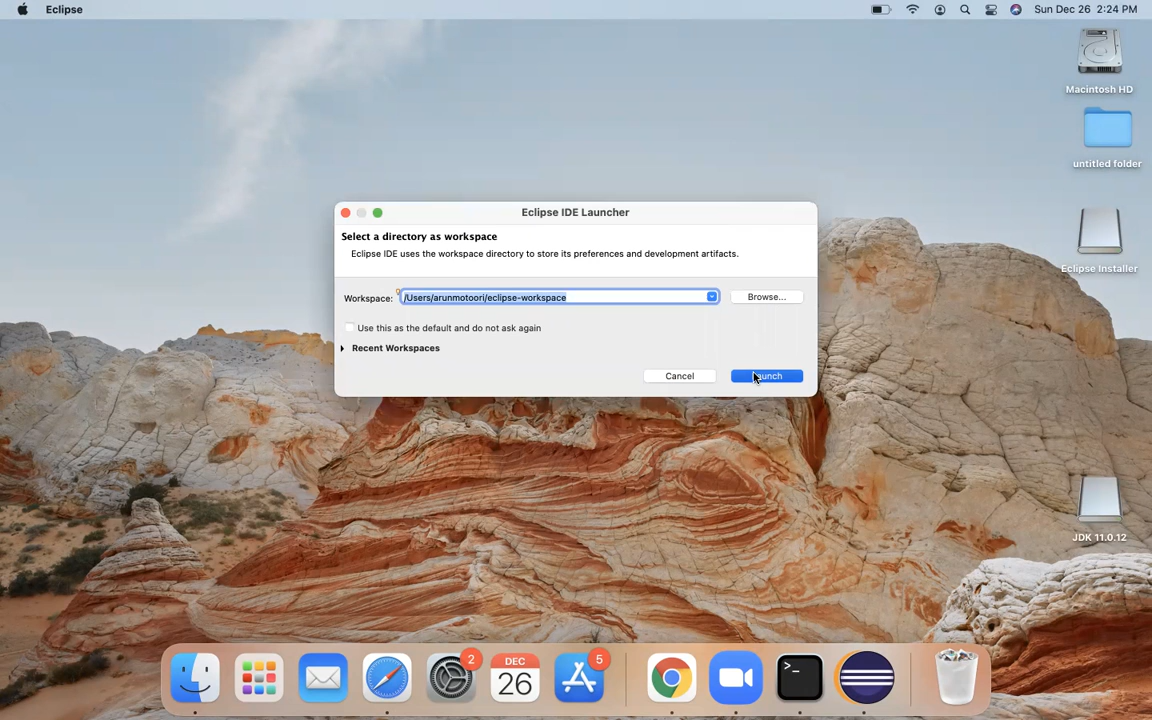 Eclipse
Sun Dec 26 2:24 PM
Macintosh HD
untitled folder
Eclipse IDE Launcher
Select a directory as workspace
Eclipse IDE uses the workspace directory to store its preferences and development artifacts.
Eclipse Installer
Workspace: /Users/arunmotoori/eclipse-workspace Browse...
Use this as the default and do not ask again
Recent Workspaces
Cancel
JDK 11.0.12
2
DEC
26
5
>_